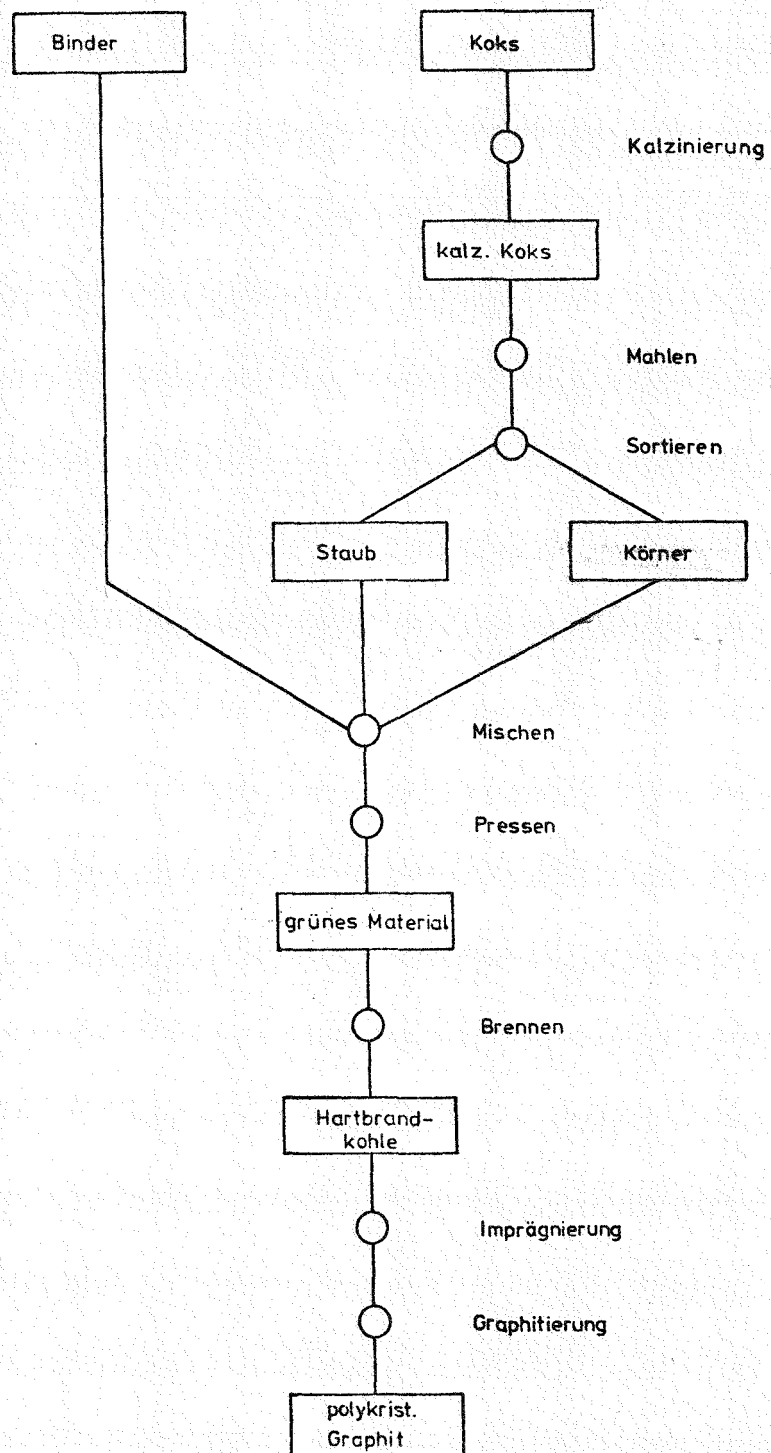 Binder
Koks
Kalzinierung
kalz. Koks
Mahlen
Sortieren
Staub
Körner
Mischen
Pressen
grünes Material
Brennen
Hartbrand-
kohle
Imprägnierung
Graphitierung
polykrist.
Graphit